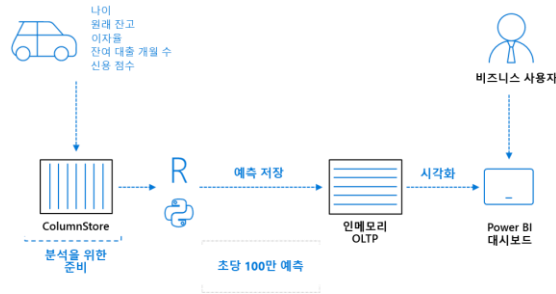 나이
원래 잔고
이자율
잔여 대출 개월 수
신용 점수
비즈니스 사용자
R
예측 저장
시각화
ColumnStore
인메모리
OLTP
Power BI
대시보드
분석을 위한
준비
초당 100만 예측